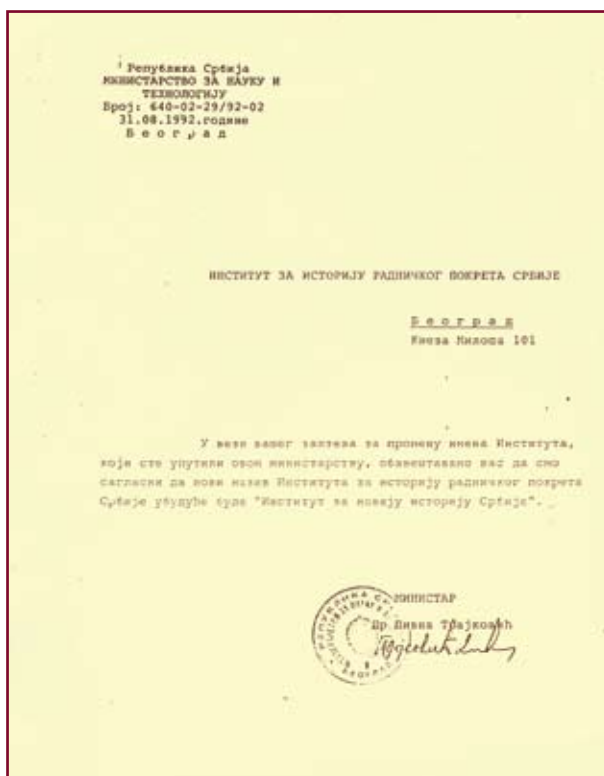 Република Србија
МИНИСТАРСТВО ЗА НАУКУ И
ТЕХНОЛОГИЈУ
Број: 640-02-29/92-02
31.08.1992.године
Београд
ИНСТИТУТ ЗА ИСТОРИЈУ РАДНИЧКОГ ПОКРЕТА СРБИЈЕ
Београд
Кнеза Милоша 101
У вези вашег захтева за промену имена Института,
који сте упутили овом министарству, обавештавамо вас да смо
сагласни да нови назив Института за историју радничког покрета
Србије убудуће буде "Институт за новију историју Србије".
МИНИСТАР
Др Дивна Трајковић
РЕПУБЛИКА
БЕОГРАД